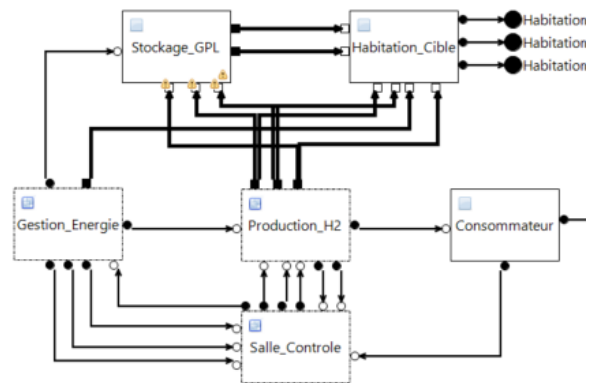 Stockage_GPL
Habitation_Cible
Habitation
Habitation
Habitation
Gestion_Energie
Production_H2
Consommateur
Salle_Controle